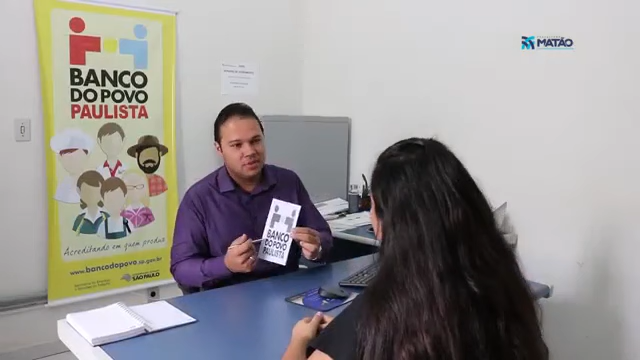 BANCO
DO POVO
PAULISTA
Acreditando em quem produz
www.bancodopovo.sp.gov.br
SÃO PAULO
MATÃO
BANCO
DO POVO
PAULISTA